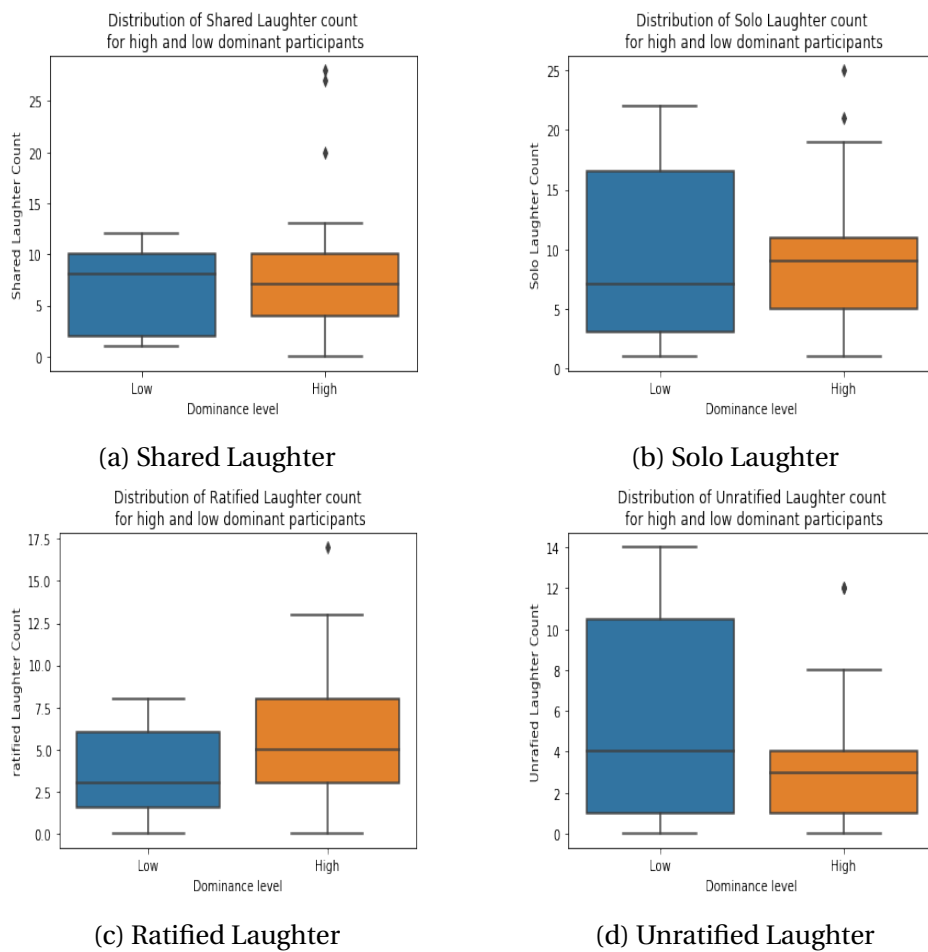 Distribution of Shared Laughter count
for high and low dominant participants
Shared Laughter Count
25
20
15
10
5
0
Low
High
Dominance level
(a) Shared Laughter
Distribution of Solo Laughter count
for high and low dominant participants
Solo Laughter Count
25
20
15
10
5
0
Low
High
Dominance level
(b) Solo Laughter
Distribution of Ratified Laughter count
for high and low dominant participants
ratified Laughter Count
17.5
15.0
12.5
10.0
7.5
5.0
2.5
0.0
Low
High
Dominance level
(c) Ratified Laughter
Distribution of Unratified Laughter count
for high and low dominant participants
Unrafied Laughter Count
14
12
10
8
6
4
2
0
Low
High
Dominance level
(d) Unratified Laughter